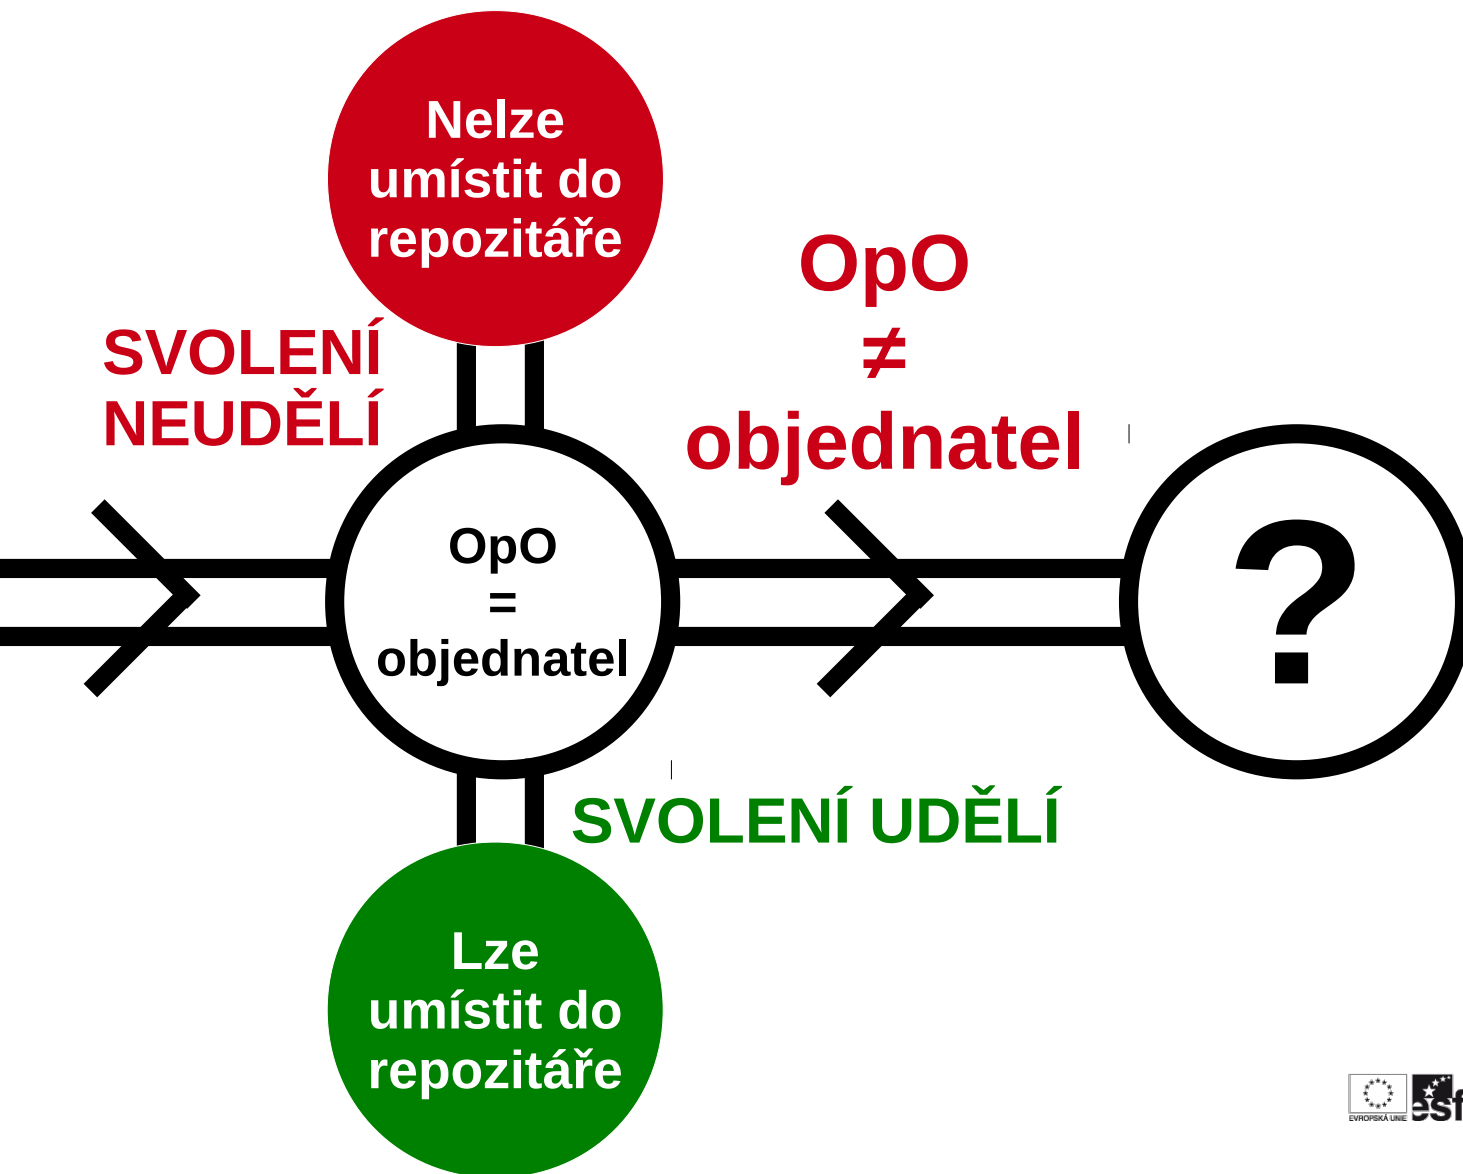 Nelze
umístit do
repozitáře
OpO
≠
objednatel
SVOLENÍ
NEUDĚLÍ
OpO
=
objednatel
?
SVOLENÍ UDĚLÍ
Lze
umístit do
repozitáře
EVROPSKÁ UNIE
esf